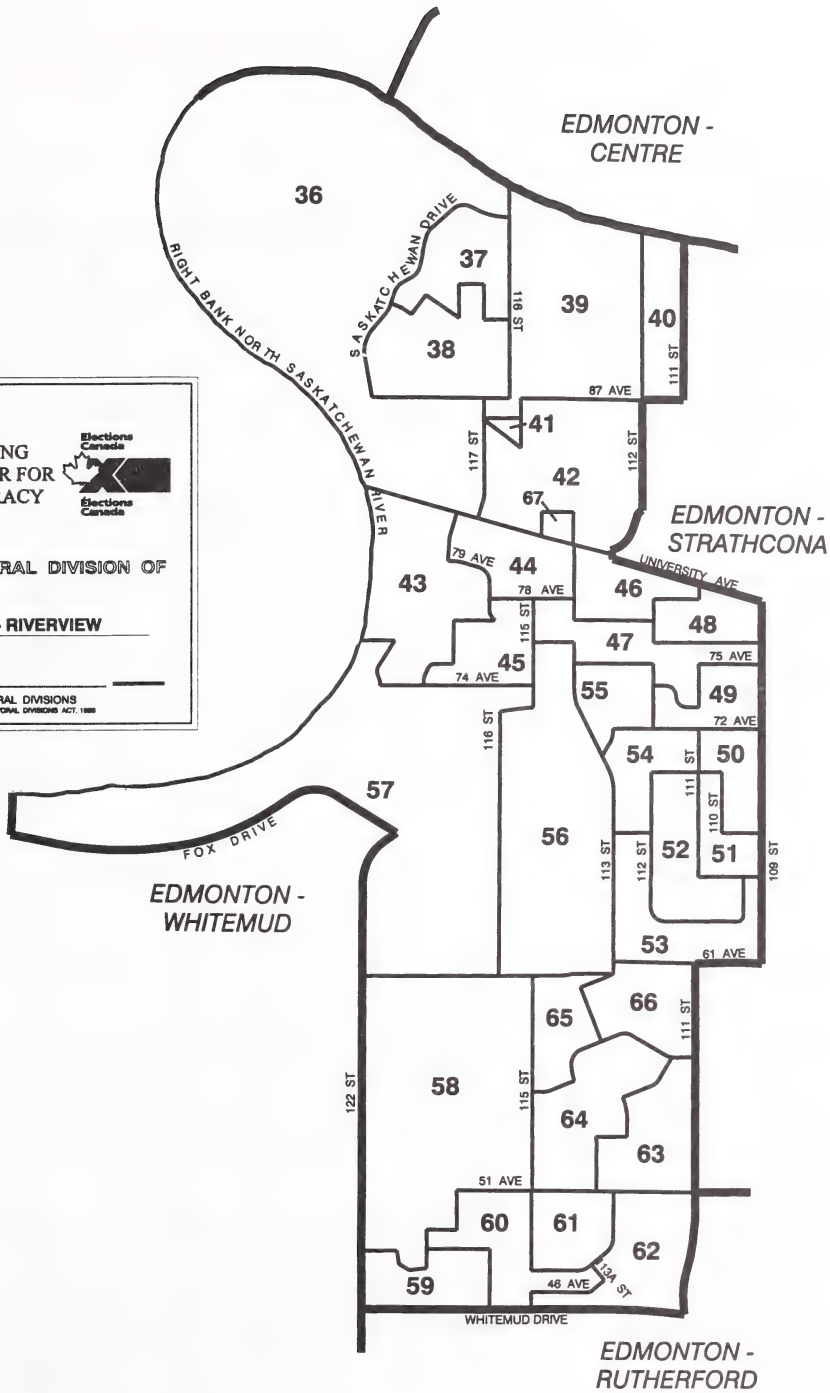 EDMONTON -
CENTRE
36
SASKATCHEWAN DRIVE
37
116 ST
39
40
111 ST
38
RIGHT BANK NORTH SASKATCHEWAN RIVER
87 AVE
41
117 ST
42
112 ST
67
Elections
Canada
Élections
Canada
RAL DIVISION OF
- RIVERVIEW
RAL DIVISIONS
TORAL DIVISIONS ACT, 1989
EDMONTON -
STRATHCONA
UNIVERSITY AVE
43
79 AVE
44
78 AVE
46
48
115 ST
47
45
74 AVE
75 AVE
55
49
72 AVE
116 ST
54
111 ST
50
110 ST
57
56
52
51
113 ST
112 ST
109 ST
FOX DRIVE
EDMONTON -
WHITEMUD
53
61 AVE
65
66
111 ST
58
122 ST
115 ST
64
63
51 AVE
60
61
62
59
46 AVE
113A ST
WHITEMUD DRIVE
EDMONTON -
RUTHERFORD